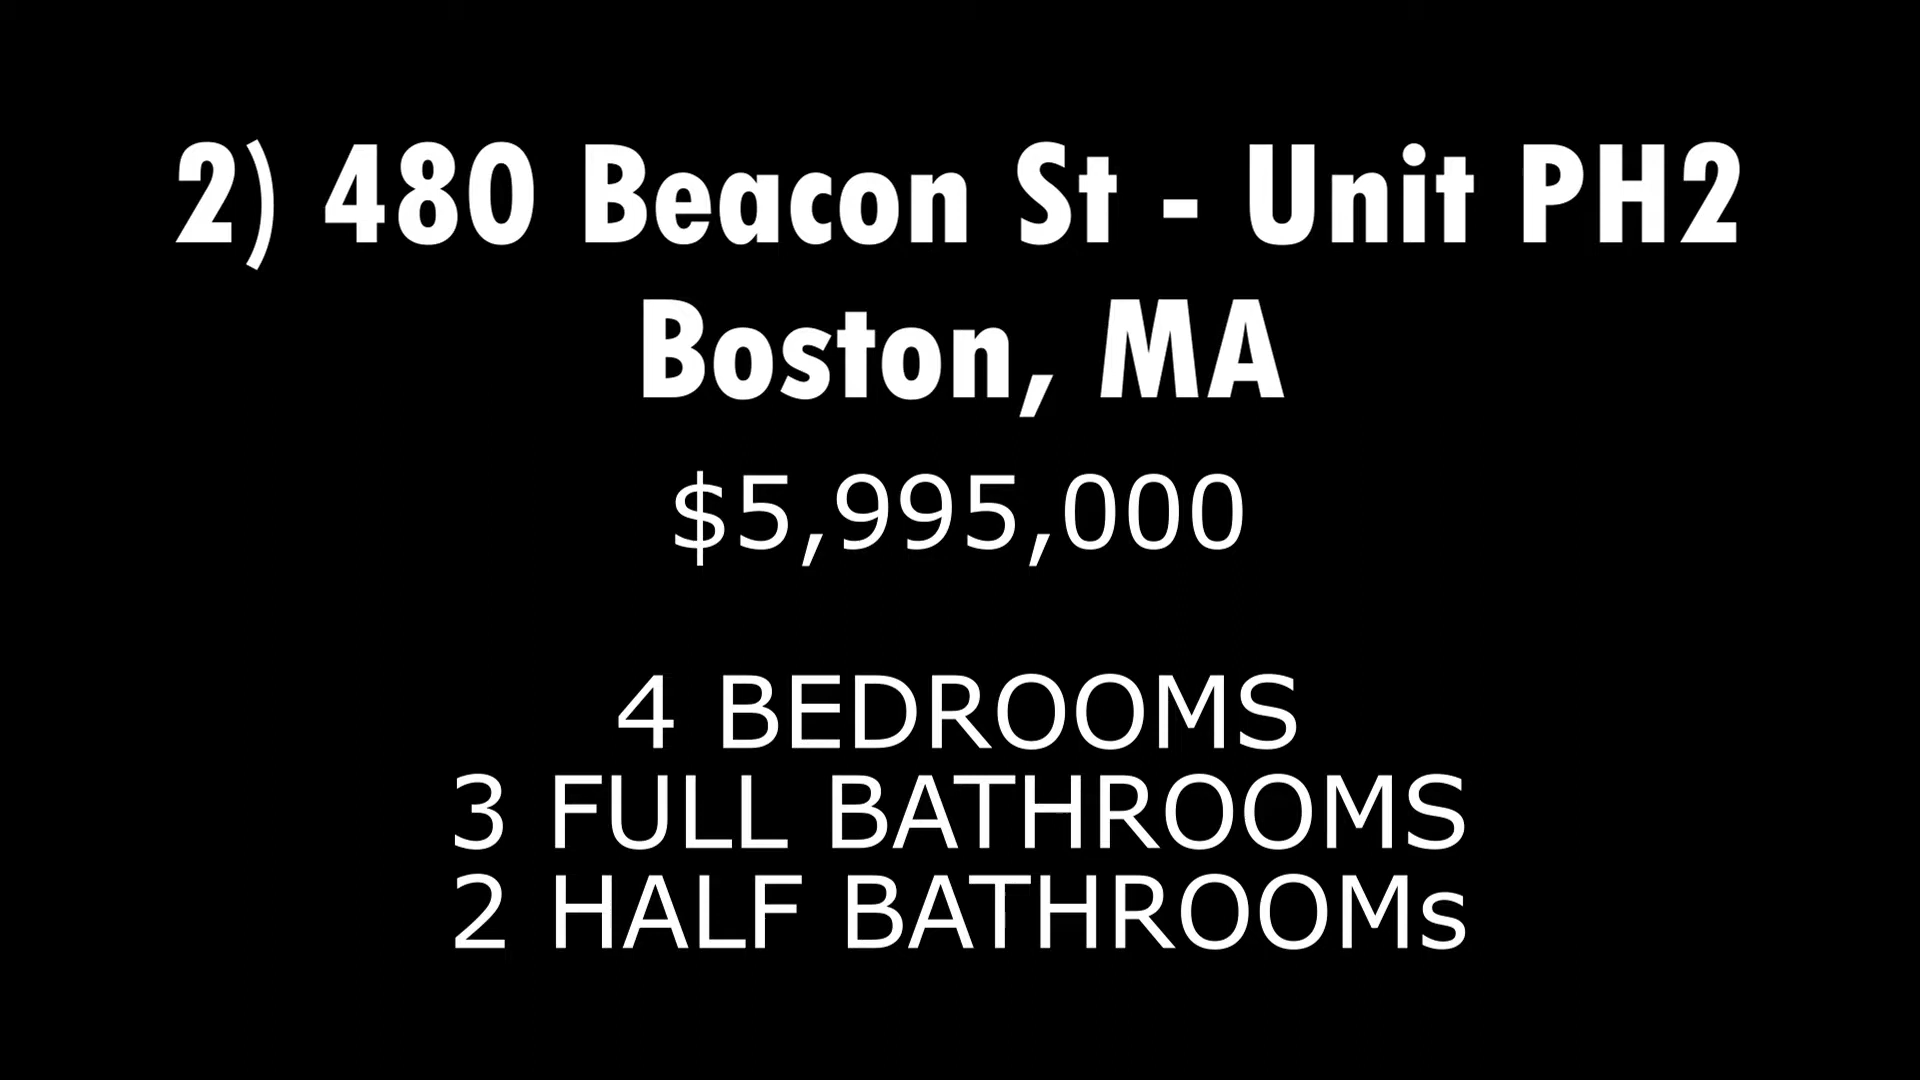 2) 480 Beacon St - Unit PH2
Boston, MA
$5,995,000
4 BEDROOMS
3 FULL BATHROOMS
2 HALF BATHROOMs